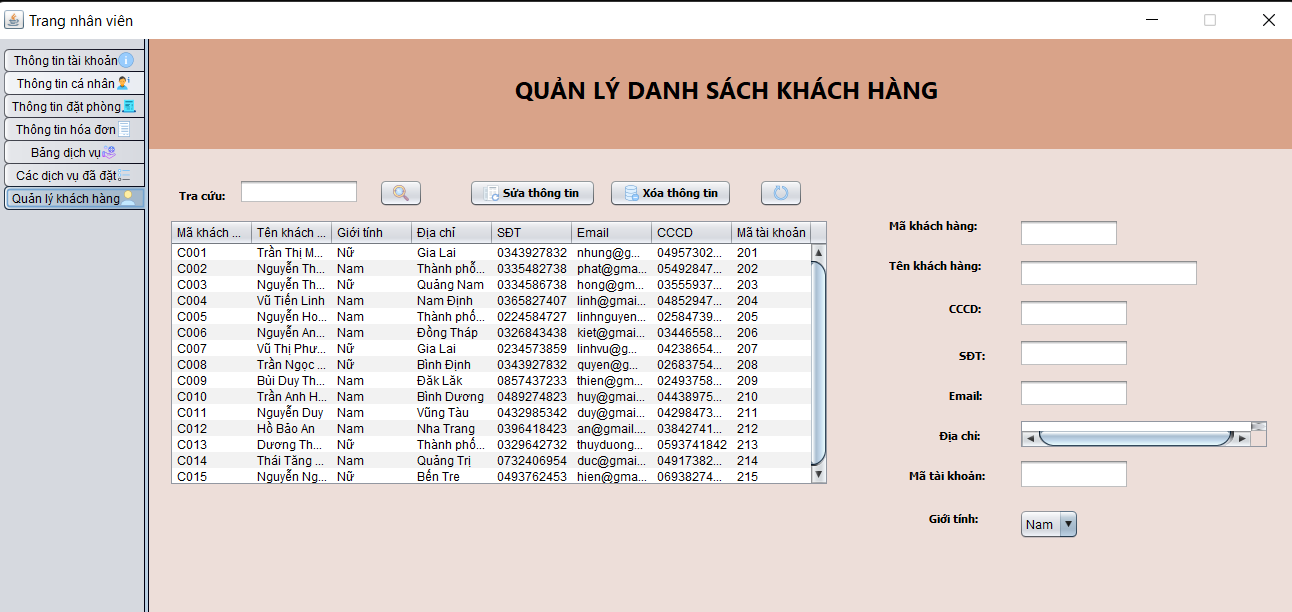 Trang nhân viên
Thông tin tài khoản
Thông tin cá nhân
Thông tin đặt phòng
Thông tin hóa đơn
Bảng dịch vụ
Các dịch vụ đã đặt
Quản lý khách hàng
QUẢN LÝ DANH SÁCH KHÁCH HÀNG
Tra cứu: Sửa thông tin Xóa thông tin
Mã khách ... Tên khách ... Giới tính Địa chỉ SĐT Email CCCD Mã tài khoản
C001 Trần Thị M... Nữ Gia Lai 0343927832 nhung@g... 04957302... 201
C002 Nguyễn Th... Nam Thành phố... 0335482738 phat@gma... 05492847... 202
C003 Nguyễn Th... Nữ Quảng Nam 0334586738 hong@gm... 03555937... 203
C004 Vũ Tiến Linh Nam Nam Định 0365827407 linh@gmai... 04852947... 204
C005 Nguyễn Ho... Nam Thành phố... 0224584727 linhnguyen... 02584739... 205
C006 Nguyễn An... Nam Đồng Tháp 0326843438 kiet@gmai... 03446558... 206
C007 Vũ Thị Phư... Nữ Gia Lai 0234573859 linhvu@g... 04238654... 207
C008 Trần Ngọc ... Nữ Bình Định 0343927832 quyen@g... 02683754... 208
C009 Bùi Duy Th... Nam Đăk Lăk 0857437233 thien@gm... 02493758... 209
C010 Trần Anh H... Nam Bình Dương 0489274823 huy@gmai... 04438975... 210
C011 Nguyễn Duy Nam Vũng Tàu 0432985342 duy@gmai... 04298473... 211
C012 Hồ Bảo An Nam Nha Trang 0396418423 an@gmail.... 03842741... 212
C013 Dương Th... Nữ Thành phố... 0329642732 thuyduong... 0593741842 213
C014 Thái Tăng ... Nam Quảng Trị 0732406954 duc@gmai... 04917382... 214
C015 Nguyễn Ng... Nữ Bến Tre 0493762453 hien@gma... 06938274... 215
Mã khách hàng:
Tên khách hàng:
CCCD:
SĐT:
Email:
Địa chỉ:
Mã tài khoản:
Giới tính: Nam